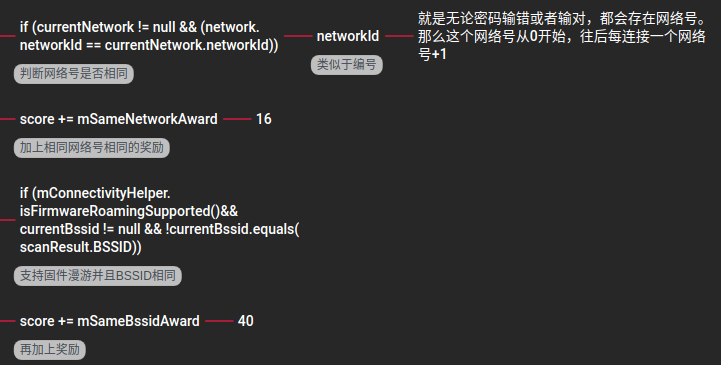 if (currentNetwork != null && (network.
networkId == currentNetwork.networkId))
判断网络号是否相同
networkId
类似于编号
就是无论密码输错或者输对，都会存在网络号。
那么这个网络号从0开始，往后每连接一个网络
号+1
score += mSameNetworkAward
16
加上相同网络号相同的奖励
if (mConnectivityHelper.
isFirmwareRoamingSupported()&&
currentBssid != null && !currentBssid.equals(
scanResult.BSSID))
支持固件漫游并且BSSID相同
score += mSameBssidAward
40
再加上奖励